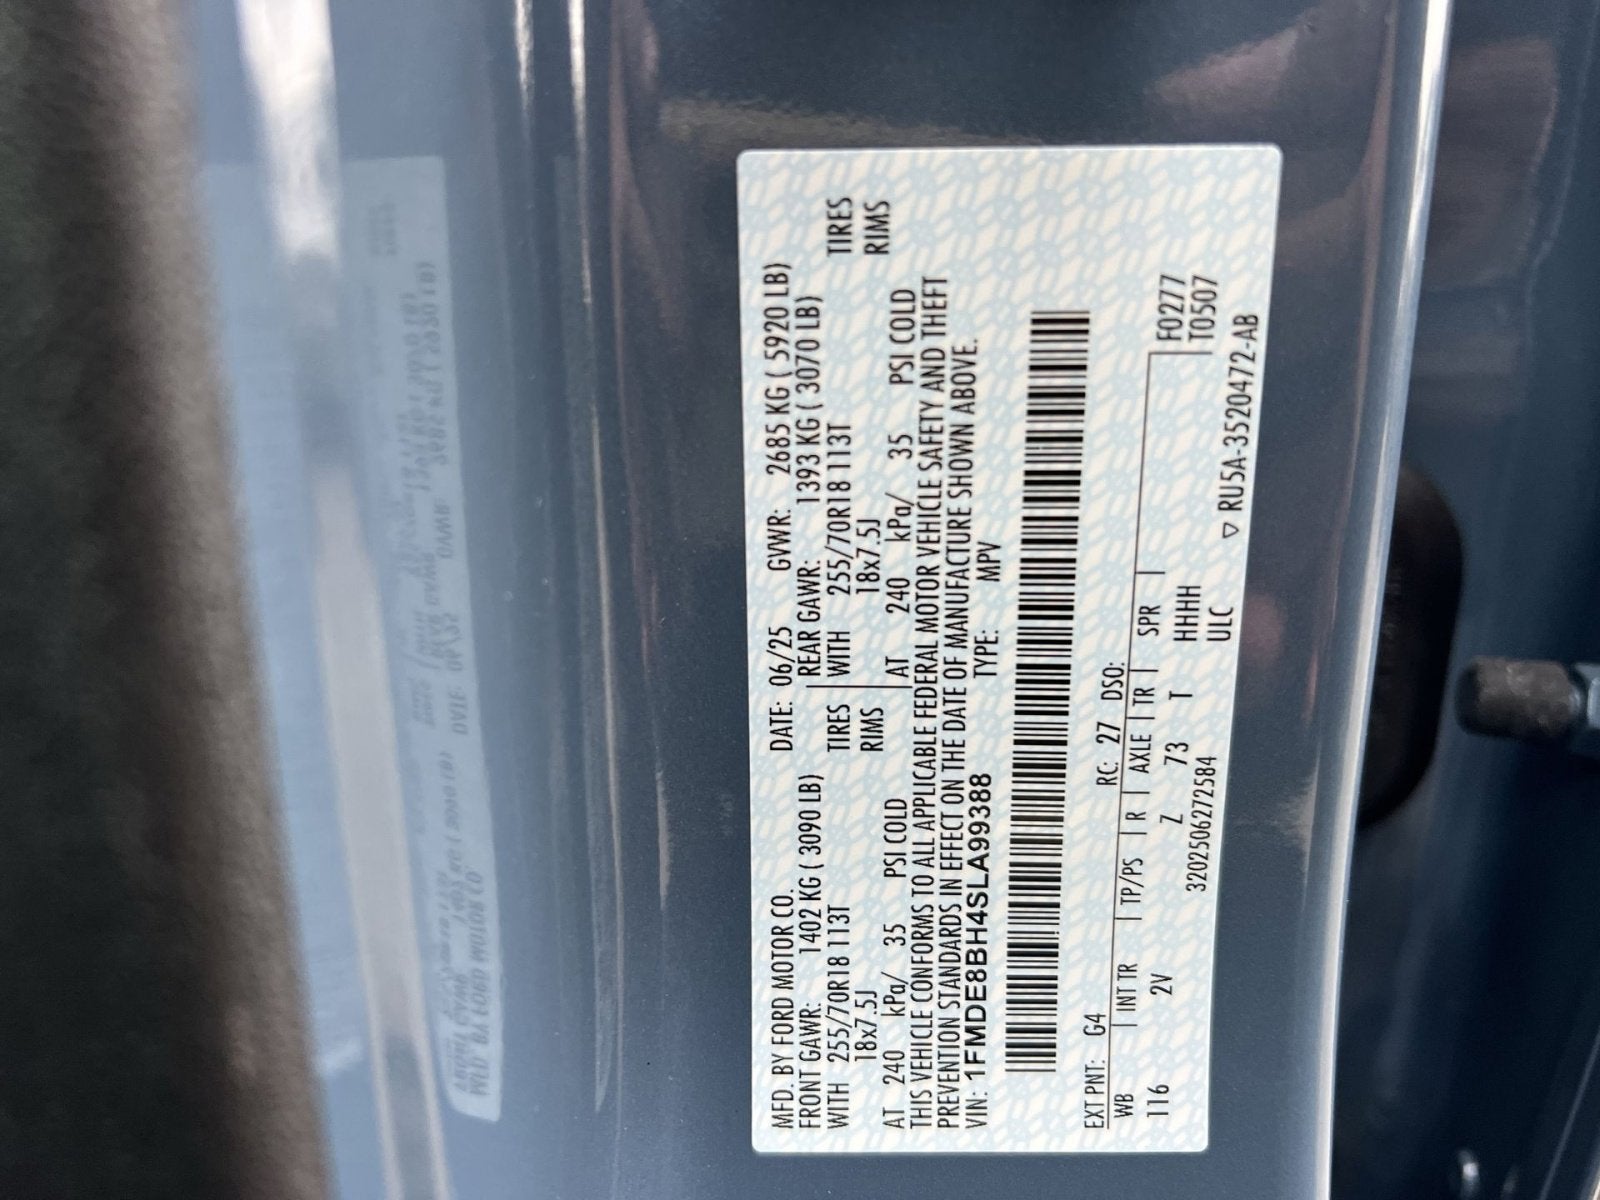 MFD. BY FORD MOTOR CO. DATE: 06/25 GVWR: 2685 KG ( 5920 LB)
FRONT GAWR: 1402 KG ( 3090 LB) REAR GAWR: 1393 KG ( 3070 LB)
WITH 255/70R18 113T TIRES WITH 255/70R18 113T TIRES
18x7.5J RIMS 18x7.5J RIMS
AT 240 kPa/ 35 PSI COLD AT 240 kPa/ 35 PSI COLD
THIS VEHICLE CONFORMS TO ALL APPLICABLE FEDERAL MOTOR VEHICLE SAFETY AND THEFT
PREVENTION STANDARDS IN EFFECT ON THE DATE OF MANUFACTURE SHOWN ABOVE.
VIN: 1FMDE8BH4SLA99388 TYPE: MPV
EXT PNT: G4 RC: 27 DSO:
WB INT TR TP/PS R AXLE TR SPR F0277
116 2V Z 73 T HHHH T0507
3202506272584 ULC
▽ RU5A-3520472-AB